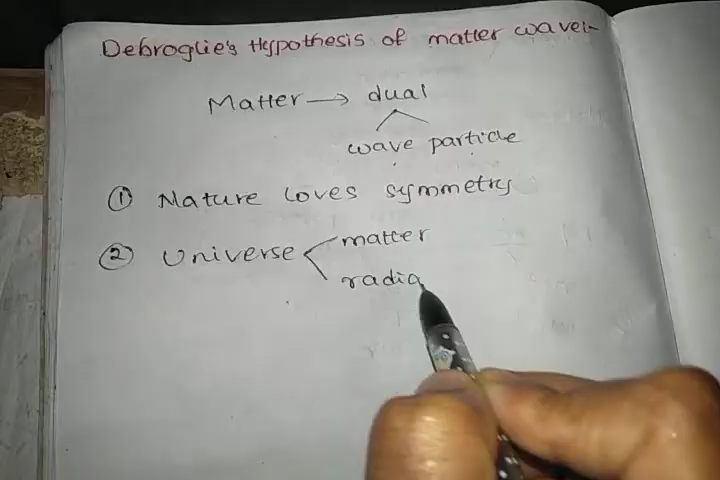 Debroglie's Hypothesis of matter wave:-
Matter → dual
wave particle
① Nature loves symmetry
② Universe matter
radia